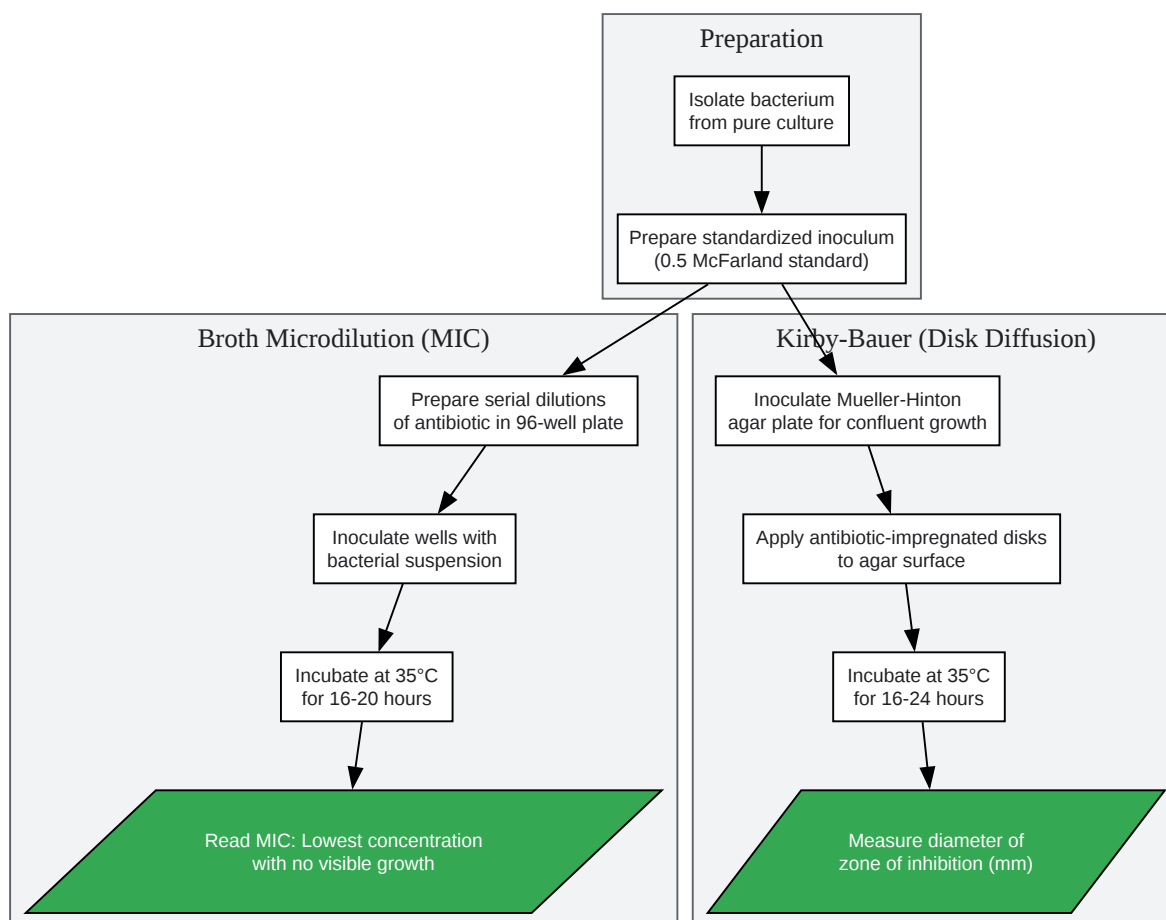 Preparation
Isolate bacterium
from pure culture
Prepare standardized inoculum
(0.5 McFarland standard)
Broth Microdilution (MIC)
Prepare serial dilutions
of antibiotic in 96-well plate
Inoculate wells with
bacterial suspension
Incubate at 35°C
for 16-20 hours
Read MIC: Lowest concentration
with no visible growth
Kirby-Bauer (Disk Diffusion)
Inoculate Mueller-Hinton
agar plate for confluent growth
Apply antibiotic-impregnated disks
to agar surface
Incubate at 35°C
for 16-24 hours
Measure diameter of
zone of inhibition (mm)